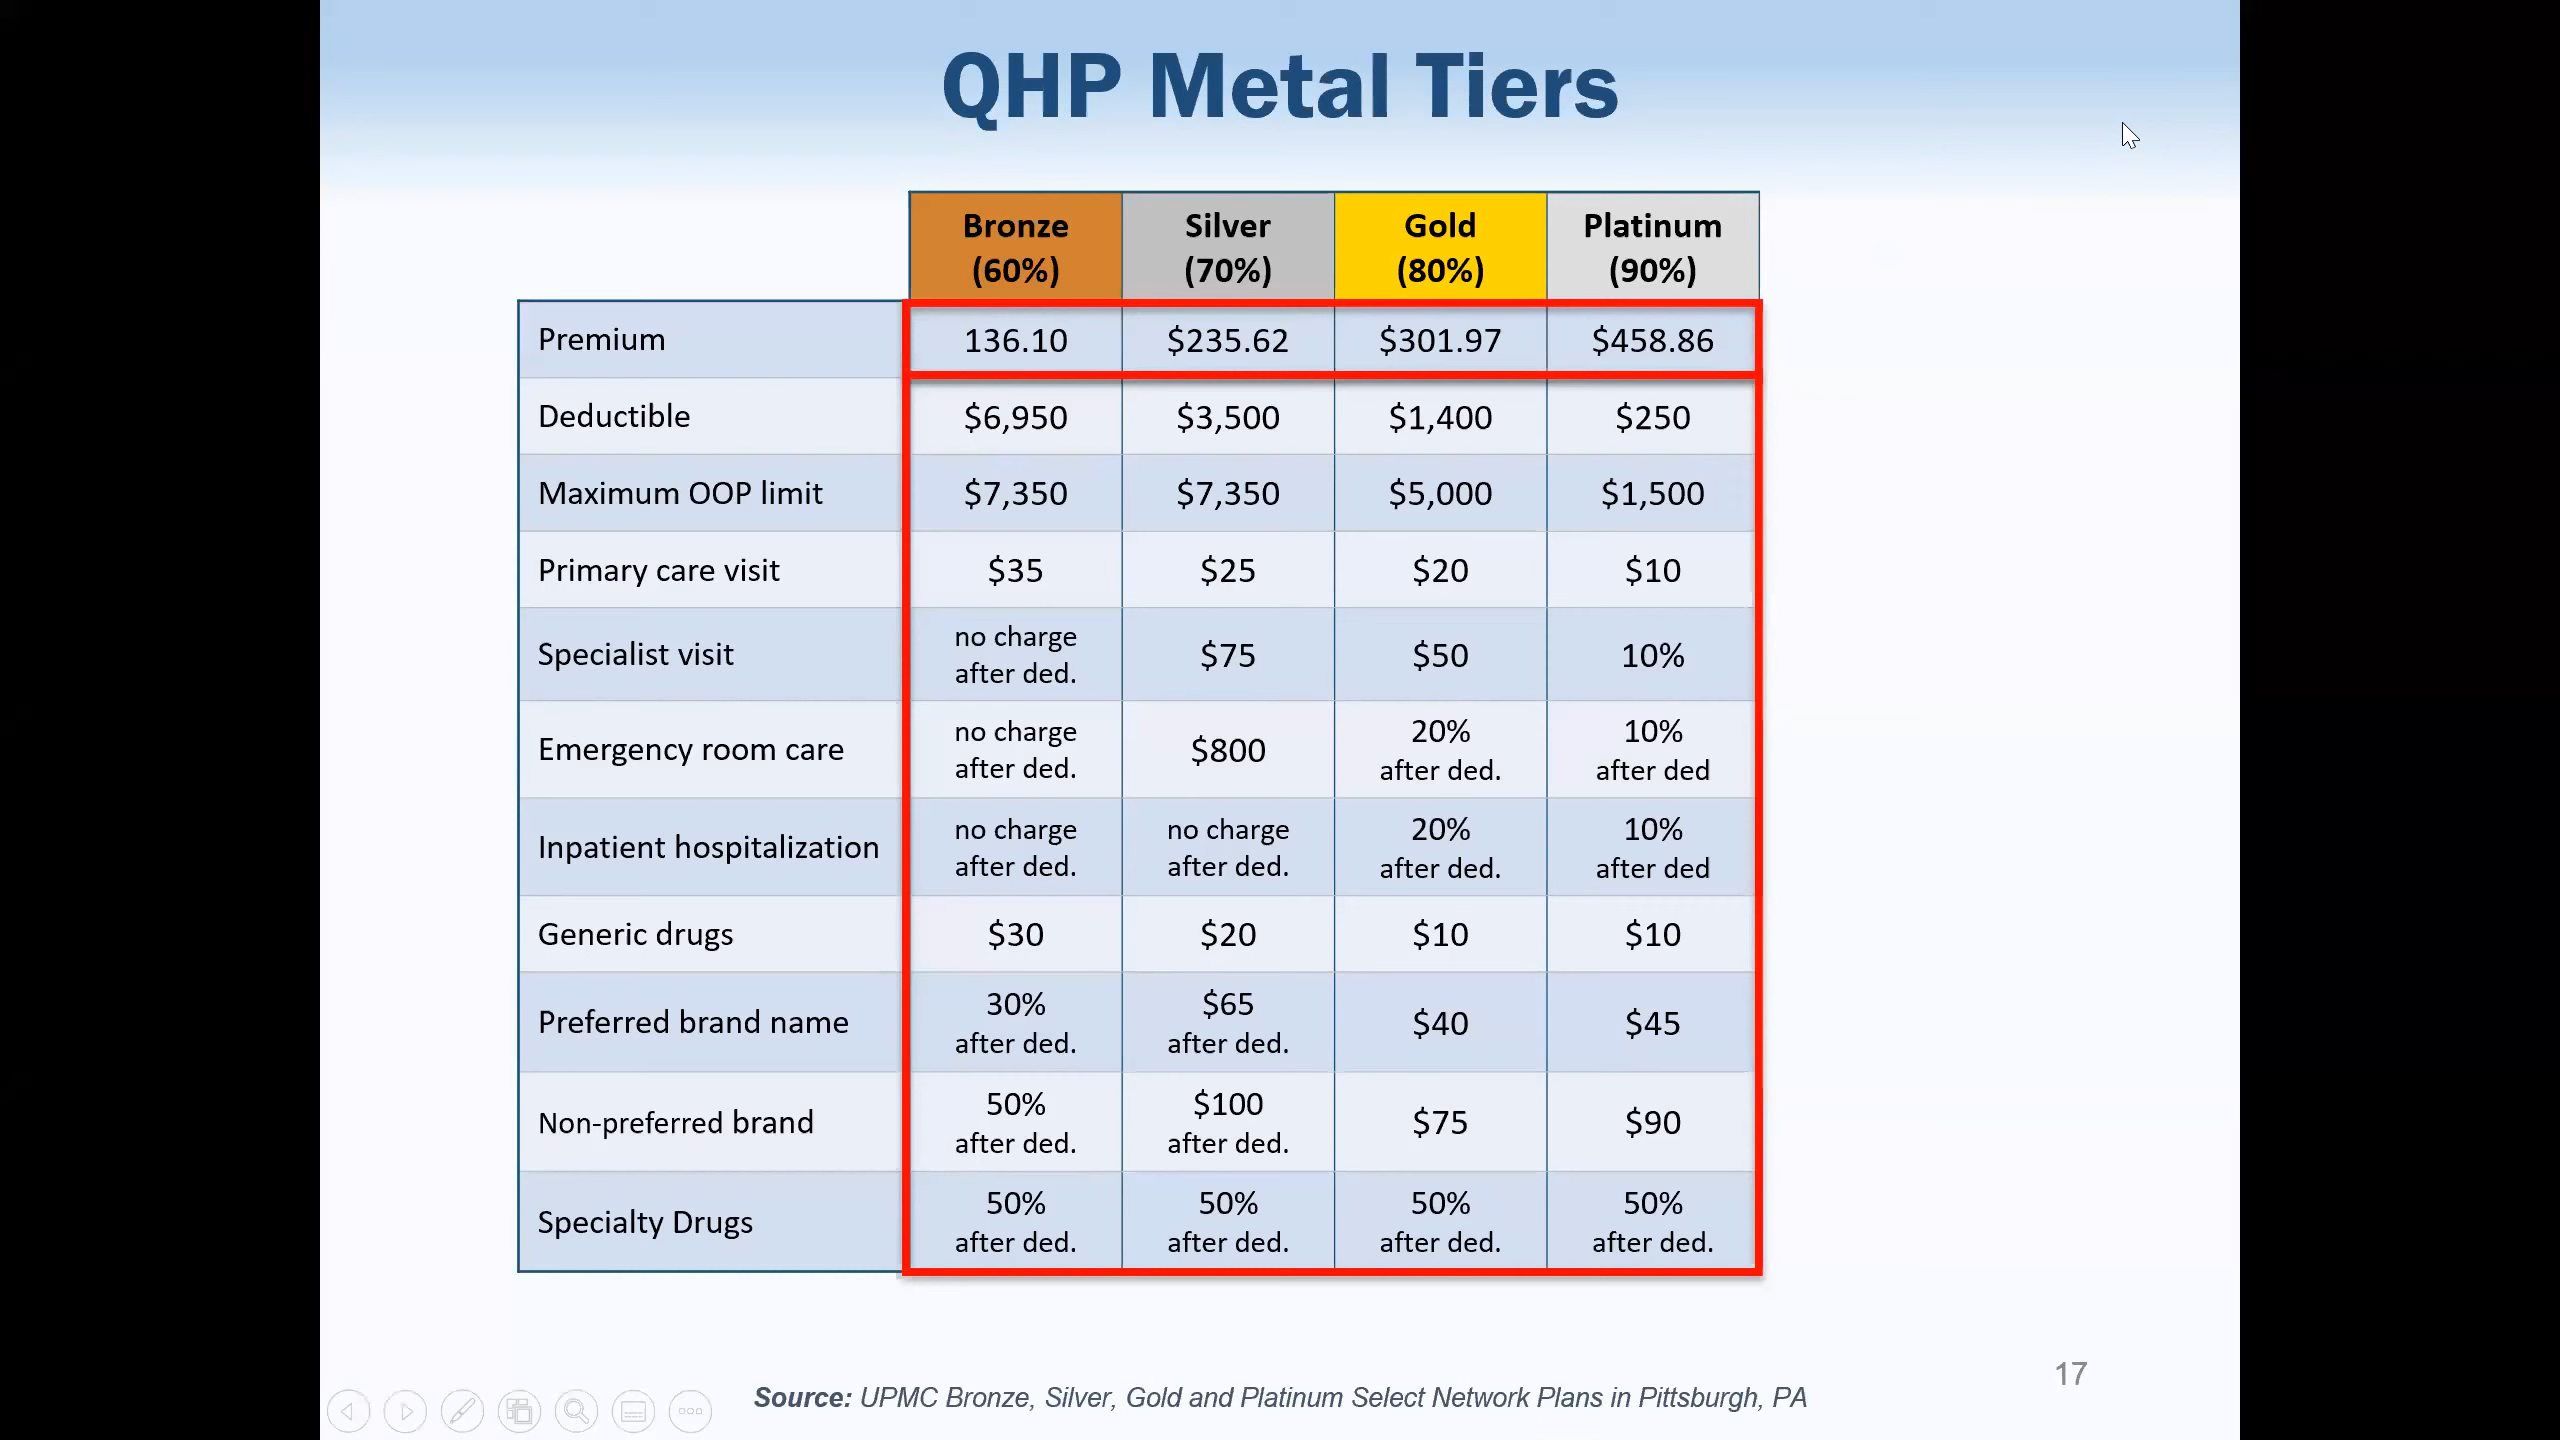 QHP Metal Tiers
Bronze Silver Gold Platinum
(60%) (70%) (80%) (90%)
Premium 136.10 $235.62 $301.97 $458.86
Deductible $6,950 $3,500 $1,400 $250
Maximum OOP limit $7,350 $7,350 $5,000 $1,500
Primary care visit $35 $25 $20 $10
Specialist visit no charge after ded. $75 $50 10%
Emergency room care no charge after ded. $800 20% after ded. 10% after ded
Inpatient hospitalization no charge after ded. no charge after ded. 20% after ded. 10% after ded
Generic drugs $30 $20 $10 $10
Preferred brand name 30% after ded. $65 after ded. $40 $45
Non-preferred brand 50% after ded. $100 after ded. $75 $90
Specialty Drugs 50% after ded. 50% after ded. 50% after ded. 50% after ded.
17
Source: UPMC Bronze, Silver, Gold and Platinum Select Network Plans in Pittsburgh, PA